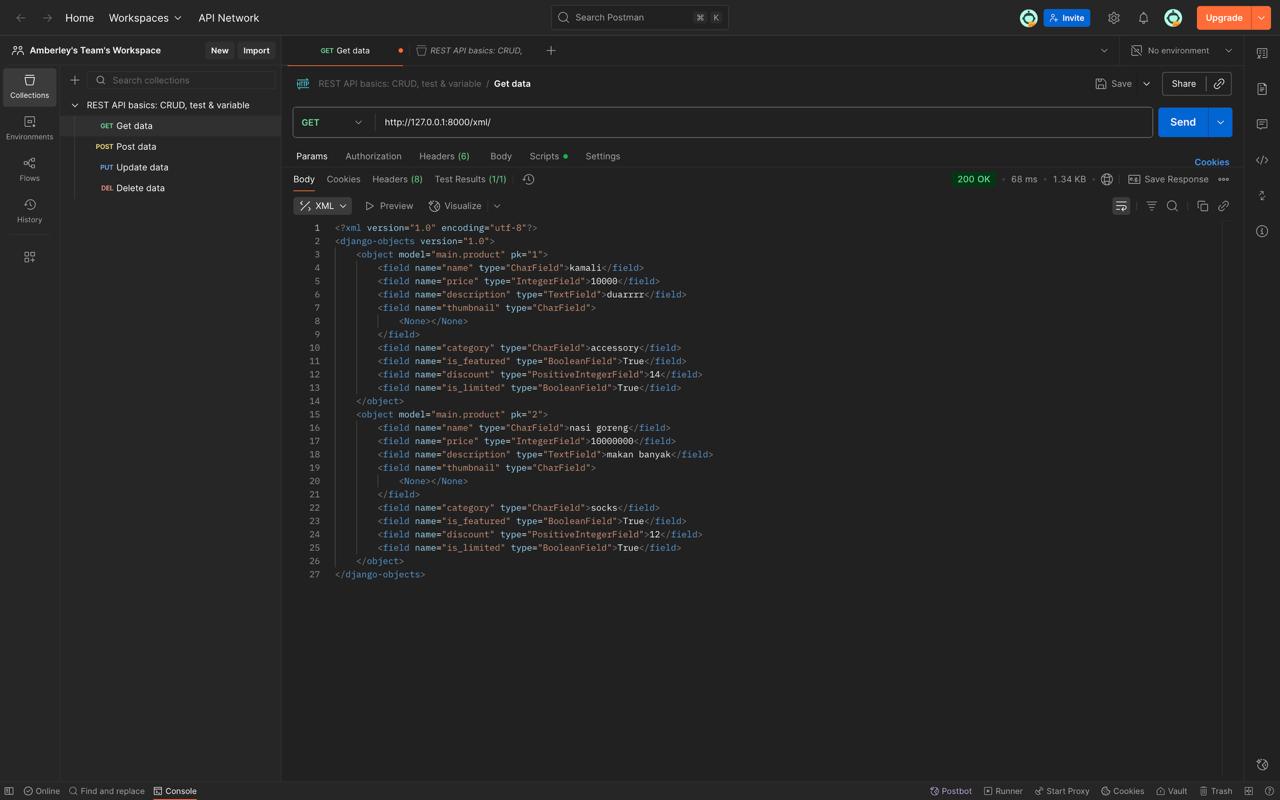 Home Workspaces API Network Search Postman ⌘ K Invite Upgrade
Amberley's Team's Workspace New Import GET Get data REST API basics: CRUD, No environment
Collections
Environments
Flows
History
Search collections
REST API basics: CRUD, test & variable
GET Get data
POST Post data
PUT Update data
DEL Delete data
HTTP REST API basics: CRUD, test & variable / Get data Save Share
GET http://127.0.0.1:8000/xml/ Send
Params Authorization Headers (6) Body Scripts Settings Cookies
Body Cookies Headers (8) Test Results (1/1) 200 OK • 68 ms • 1.34 KB Save Response
XML Preview Visualize
1 <?xml version="1.0" encoding="utf-8"?>
2 <django-objects version="1.0">
3 <object model="main.product" pk="1">
4 <field name="name" type="CharField">kamali</field>
5 <field name="price" type="IntegerField">10000</field>
6 <field name="description" type="TextField">duarrrr</field>
7 <field name="thumbnail" type="CharField">
8 <None></None>
9 </field>
10 <field name="category" type="CharField">accessory</field>
11 <field name="is_featured" type="BooleanField">True</field>
12 <field name="discount" type="PositiveIntegerField">14</field>
13 <field name="is_limited" type="BooleanField">True</field>
14 </object>
15 <object model="main.product" pk="2">
16 <field name="name" type="CharField">nasi goreng</field>
17 <field name="price" type="IntegerField">10000000</field>
18 <field name="description" type="TextField">makan banyak</field>
19 <field name="thumbnail" type="CharField">
20 <None></None>
21 </field>
22 <field name="category" type="CharField">socks</field>
23 <field name="is_featured" type="BooleanField">True</field>
24 <field name="discount" type="PositiveIntegerField">12</field>
25 <field name="is_limited" type="BooleanField">True</field>
26 </object>
27 </django-objects>
Online Find and replace Console Postbot Runner Start Proxy Cookies Vault Trash